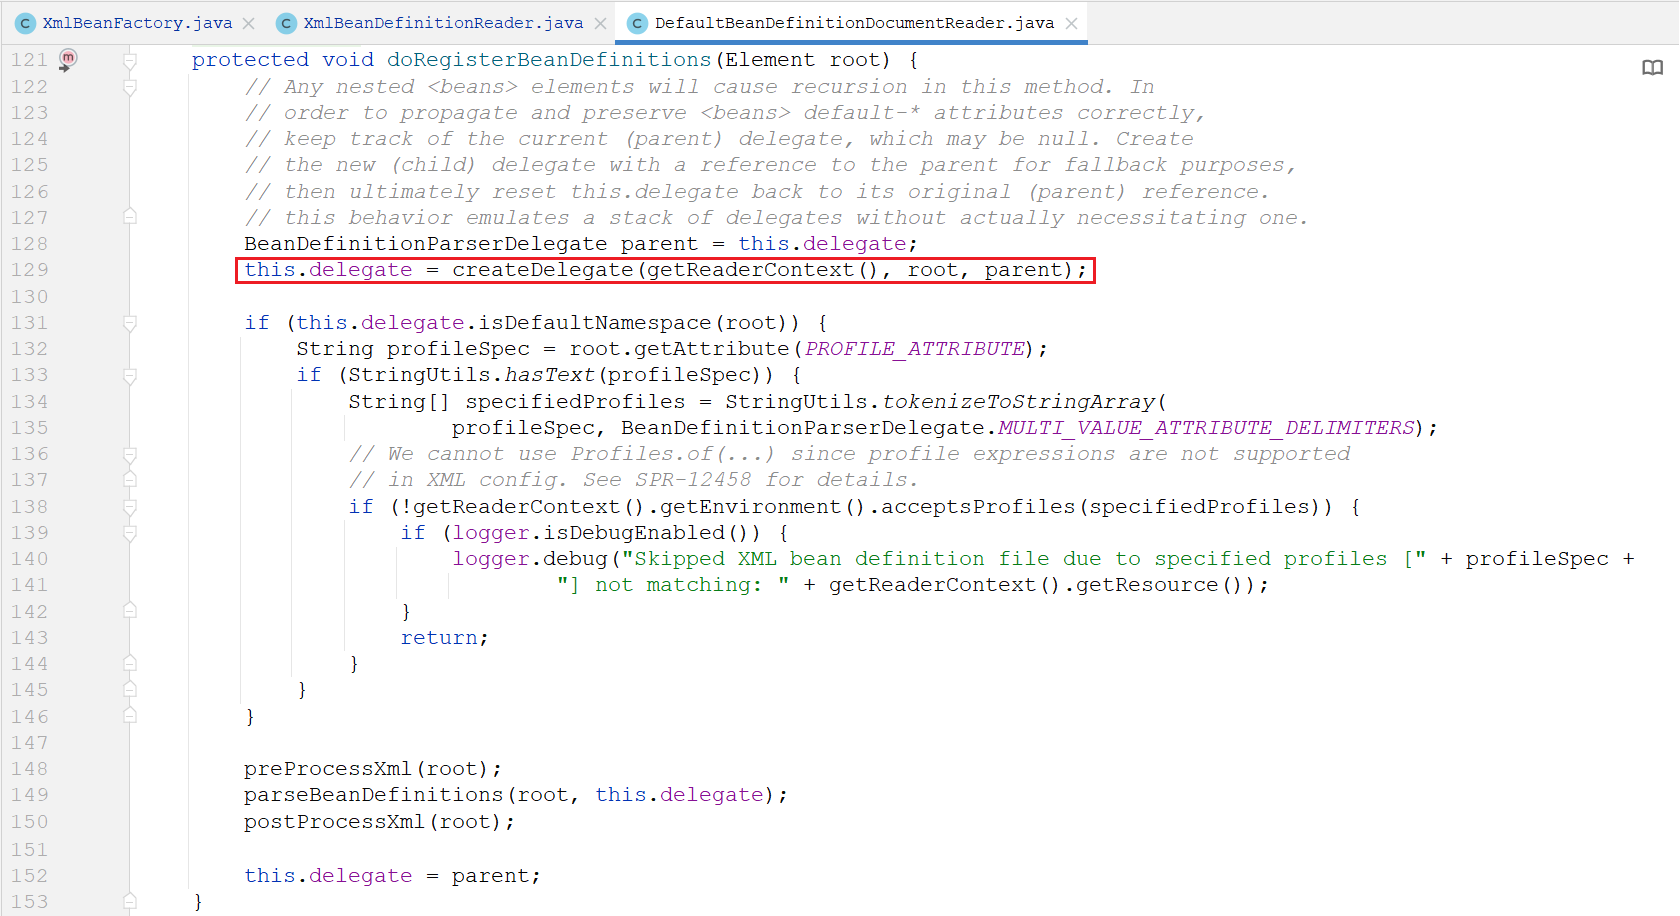 XmlBeanFactory.java XmlBeanDefinitionReader.java DefaultBeanDefinitionDocumentReader.java
121 protected void doRegisterBeanDefinitions(Element root) {
122 // Any nested <beans> elements will cause recursion in this method. In
123 // order to propagate and preserve <beans> default-* attributes correctly,
124 // keep track of the current (parent) delegate, which may be null. Create
125 // the new (child) delegate with a reference to the parent for fallback purposes,
126 // then ultimately reset this.delegate back to its original (parent) reference.
127 // this behavior emulates a stack of delegates without actually necessitating one.
128 BeanDefinitionParserDelegate parent = this.delegate;
129 this.delegate = createDelegate(getReaderContext(), root, parent);
130
131 if (this.delegate.isDefaultNamespace(root)) {
132 String profileSpec = root.getAttribute(PROFILE_ATTRIBUTE);
133 if (StringUtils.hasText(profileSpec)) {
134 String[] specifiedProfiles = StringUtils.tokenizeToStringArray(
135 profileSpec, BeanDefinitionParserDelegate.MULTI_VALUE_ATTRIBUTE_DELIMITERS);
136 // We cannot use Profiles.of(...) since profile expressions are not supported
137 // in XML config. See SPR-12458 for details.
138 if (!getReaderContext().getEnvironment().acceptsProfiles(specifiedProfiles)) {
139 if (logger.isDebugEnabled()) {
140 logger.debug("Skipped XML bean definition file due to specified profiles [" + profileSpec +
141 "] not matching: " + getReaderContext().getResource());
142 }
143 return;
144 }
145 }
146 }
147
148 preProcessXml(root);
149 parseBeanDefinitions(root, this.delegate);
150 postProcessXml(root);
151
152 this.delegate = parent;
153 }